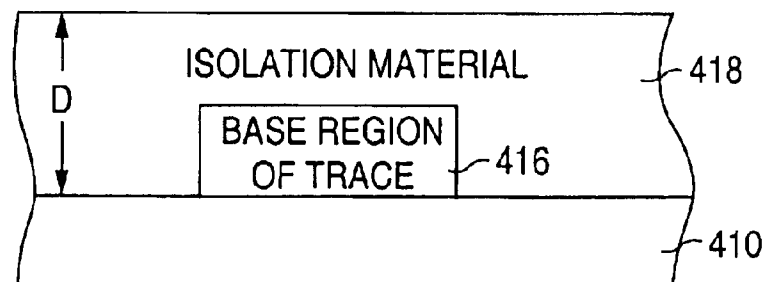 D
ISOLATION MATERIAL
418
BASE REGION
OF TRACE
416
410